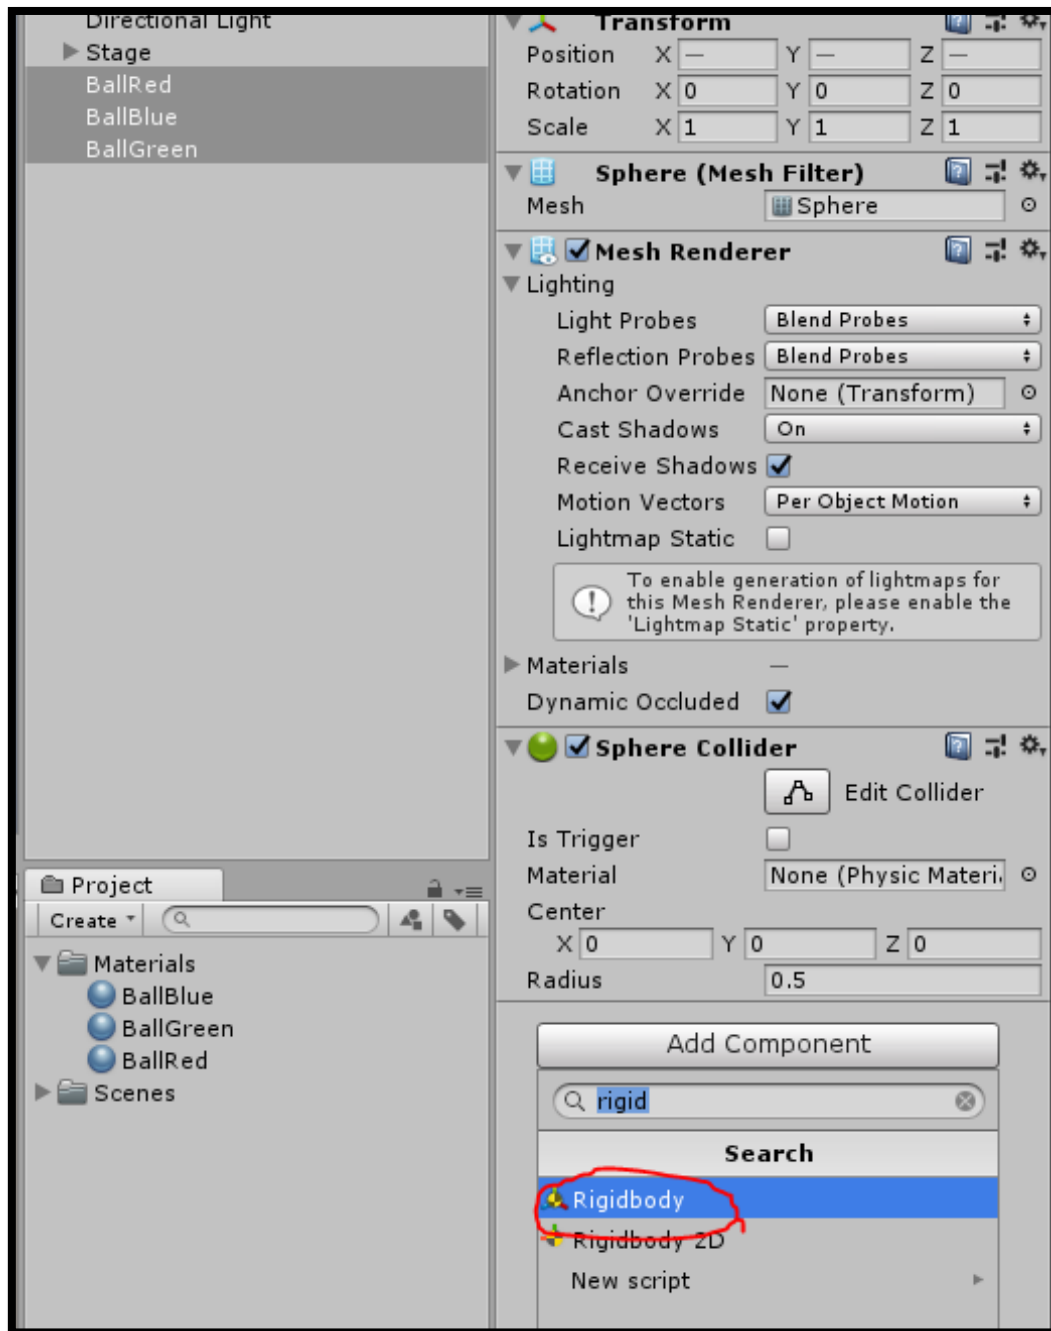 Directional Light
Stage
BallRed
BallBlue
BallGreen
Project
Create
Materials
BallBlue
BallGreen
BallRed
Scenes
Transform
Position X — Y — Z —
Rotation X 0 Y 0 Z 0
Scale X 1 Y 1 Z 1
Sphere (Mesh Filter)
Mesh Sphere
Mesh Renderer
Lighting
Light Probes Blend Probes
Reflection Probes Blend Probes
Anchor Override None (Transform)
Cast Shadows On
Receive Shadows
Motion Vectors Per Object Motion
Lightmap Static
To enable generation of lightmaps for
this Mesh Renderer, please enable the
'Lightmap Static' property.
Materials —
Dynamic Occluded
Sphere Collider
Edit Collider
Is Trigger
Material None (Physic Materi
Center
X 0 Y 0 Z 0
Radius 0.5
Add Component
rigid
Search
Rigidbody
Rigidbody 2D
New script